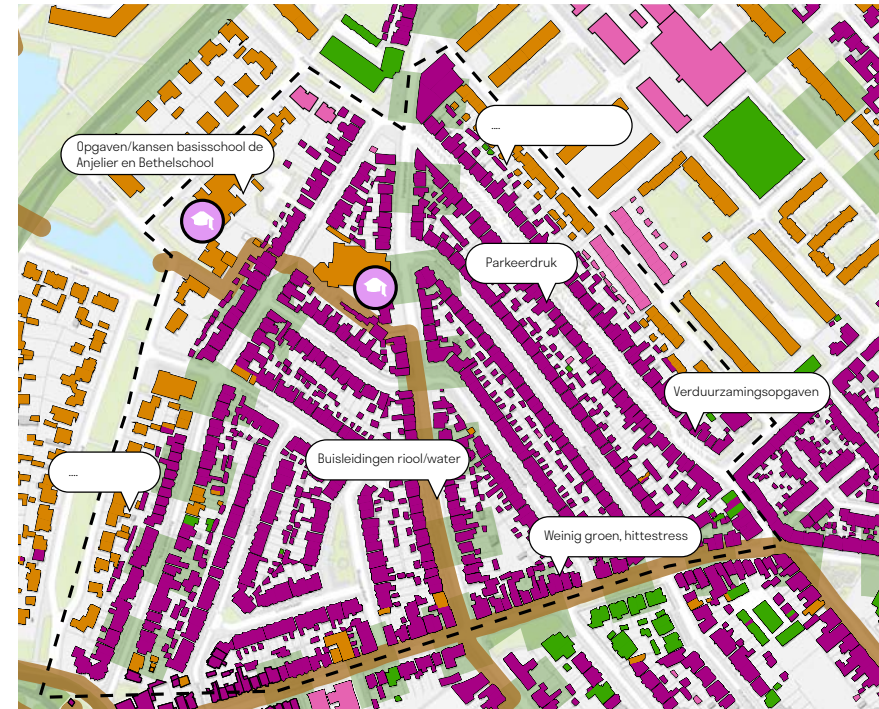 ....
Opgaven/kansen basisschool de
Anjelier en Bethelschool
Parkeerdruk
Verduurzamingsopgaven
....
Buisleidingen riool/water
Weinig groen, hittestress